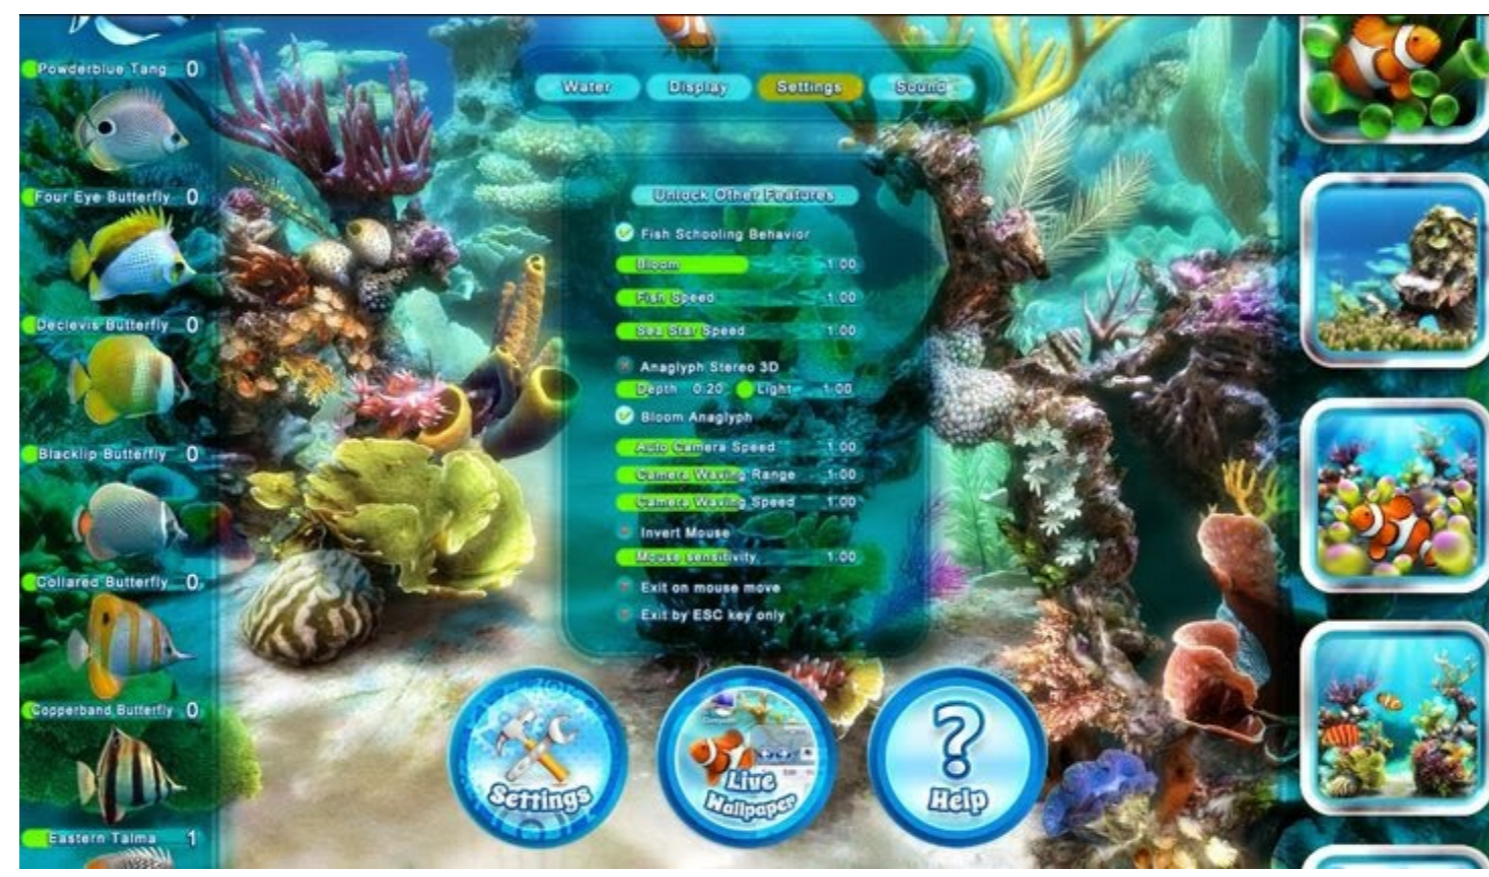 Powderblue Tang 0
Four Eye Butterfly 0
Declevis Butterfly 0
Blacklip Butterfly 0
Collared Butterfly 0
Copperband Butterfly 0
Eastern Talma 1
Water Display Settings Sound
Unlock Other Features
Fish Schooling Behavior
Bloom 1.00
Fish Speed 1.00
Sea Star Speed 1.00
Anaglyph Stereo 3D
Depth 0.20 Light 1.00
Bloom Anaglyph
Auto Camera Speed 1.00
Camera Waving Range 1.00
Camera Waving Speed 1.00
Invert Mouse
Mouse sensitivity 1.00
Exit on mouse move
Exit by ESC key only
Settings
Live
Wallpaper
?
Help